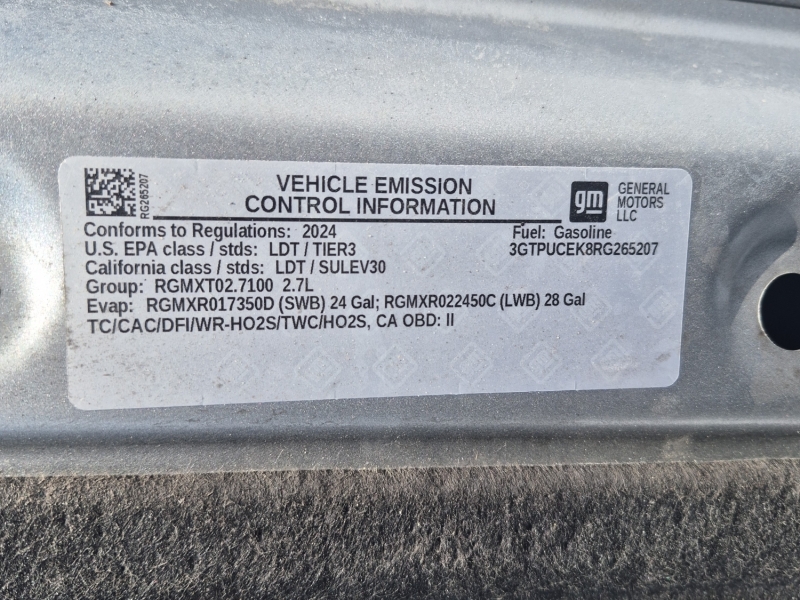 RG265207
VEHICLE EMISSION
CONTROL INFORMATION
gm
GENERAL
MOTORS
LLC
Conforms to Regulations: 2024
Fuel: Gasoline
U.S. EPA class / stds: LDT / TIER3
3GTPUCEK8RG265207
California class / stds: LDT / SULEV30
Group: RGMXT02.7100 2.7L
Evap: RGMXR017350D (SWB) 24 Gal; RGMXR022450C (LWB) 28 Gal
TC/CAC/DFI/WR-HO2S/TWC/HO2S, CA OBD: II